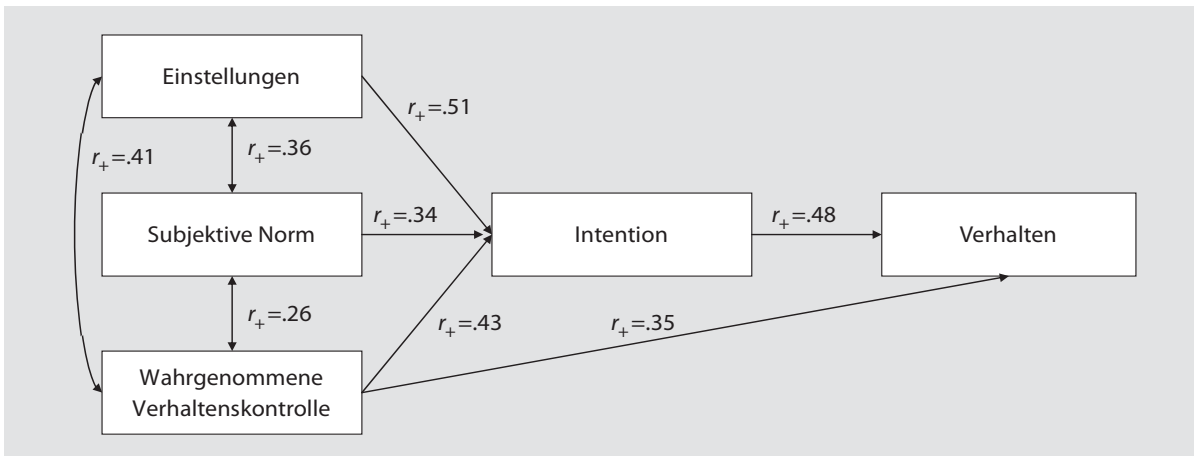 Einstellungen
r₊=.51
r₊=.41
r₊=.36
Subjektive Norm
r₊=.34
Intention
r₊=.48
Verhalten
r₊=.26
r₊=.43
r₊=.35
Wahrgenommene
Verhaltenskontrolle